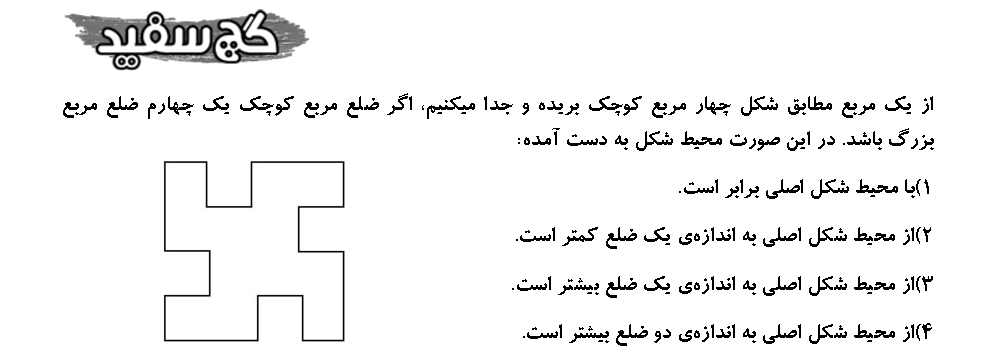 گچ سفید
از یک مربع مطابق شکل چهار مربع کوچک بریده و جدا میکنیم، اگر ضلع مربع کوچک یک چهارم ضلع مربع
بزرگ باشد. در این صورت محیط شکل به دست آمده:
۱)با محیط شکل اصلی برابر است.
۲)از محیط شکل اصلی به اندازه‌ی یک ضلع کمتر است.
۳)از محیط شکل اصلی به اندازه‌ی یک ضلع بیشتر است.
۴)از محیط شکل اصلی به اندازه‌ی دو ضلع بیشتر است.